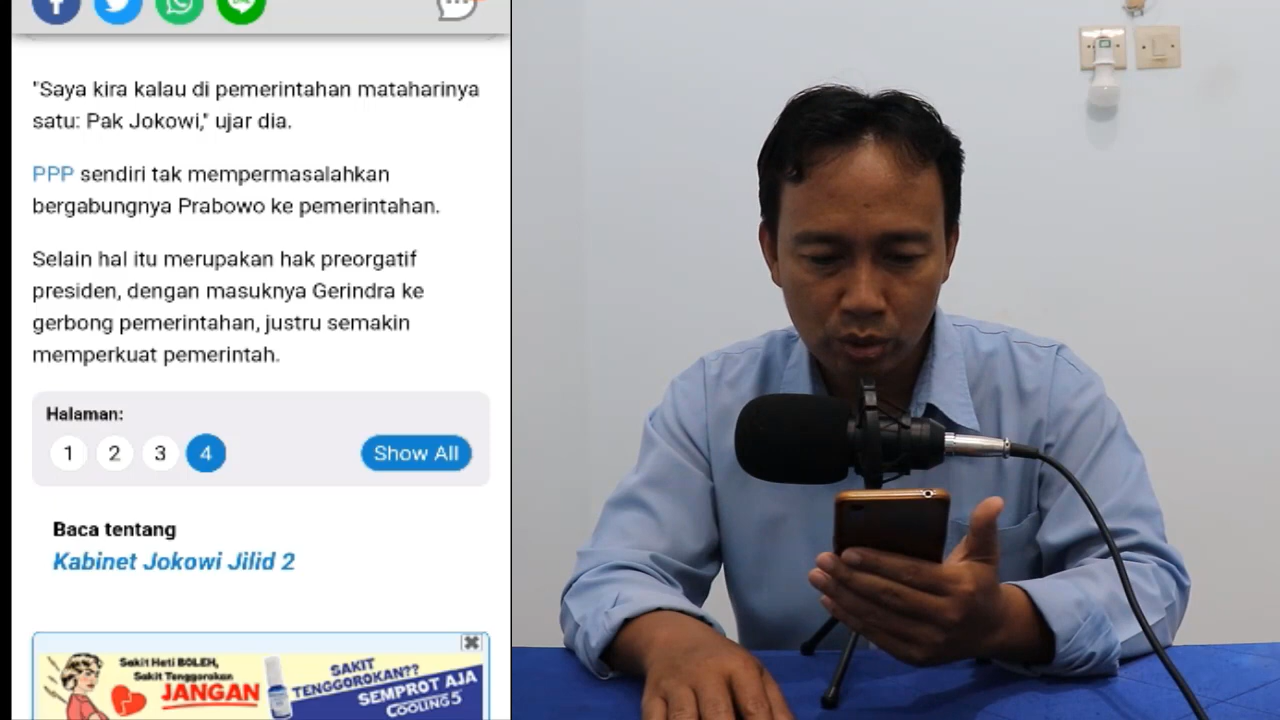 "Saya kira kalau di pemerintahan mataharinya
satu: Pak Jokowi," ujar dia.
PPP sendiri tak mempermasalahkan
bergabungnya Prabowo ke pemerintahan.
Selain hal itu merupakan hak preorgatif
presiden, dengan masuknya Gerindra ke
gerbong pemerintahan, justru semakin
memperkuat pemerintah.
Halaman:
1 2 3 4 Show All
Baca tentang
Kabinet Jokowi Jilid 2
Sakit Hati BOLEH,
Sakit Tenggorokan
JANGAN
SAKIT
TENGGOROKAN??
SEMPROT AJA
COOLING 5